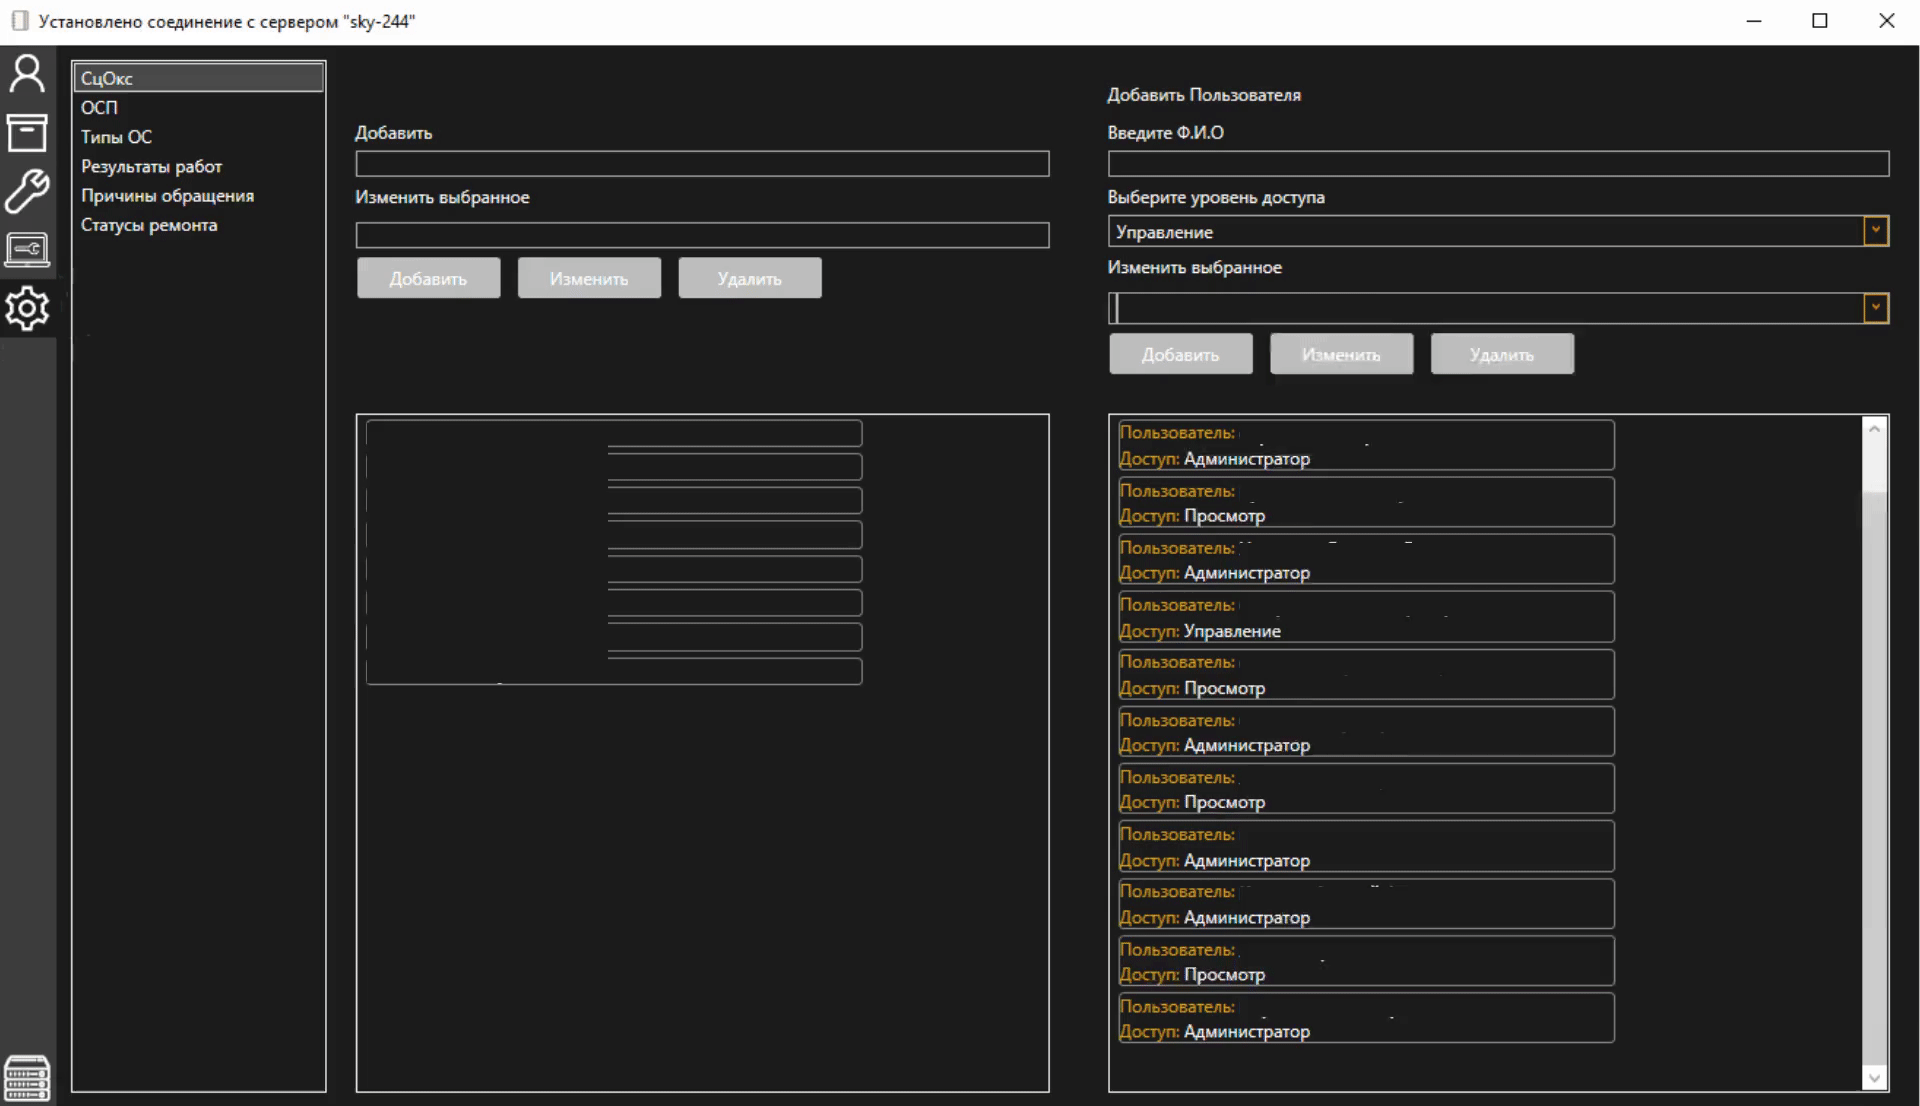 Установлено соединение с сервером "sky-244"
СцОкс
ОСП
Типы ОС
Результаты работ
Причины обращения
Статусы ремонта
Добавить
Изменить выбранное
Добавить Изменить Удалить
Добавить Пользователя
Введите Ф.И.О
Выберите уровень доступа
Управление
Изменить выбранное
Добавить Изменить Удалить
Пользователь:
Доступ: Администратор
Пользователь:
Доступ: Просмотр
Пользователь:
Доступ: Администратор
Пользователь:
Доступ: Управление
Пользователь:
Доступ: Просмотр
Пользователь:
Доступ: Администратор
Пользователь:
Доступ: Просмотр
Пользователь:
Доступ: Администратор
Пользователь:
Доступ: Администратор
Пользователь:
Доступ: Просмотр
Пользователь:
Доступ: Администратор